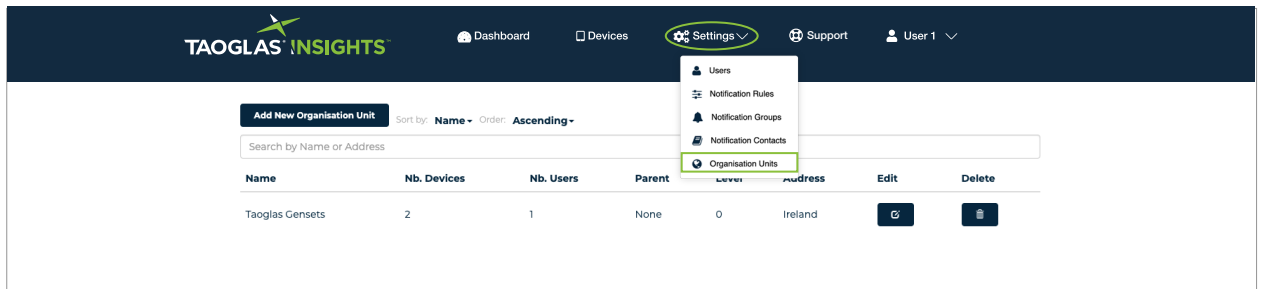 TAOGLAS INSIGHTS™
Dashboard
Devices
Settings
Support
User 1
Users
Notification Rules
Notification Groups
Notification Contacts
Organisation Units
Add New Organisation Unit
Sort by: Name Order: Ascending
Search by Name or Address
Name Nb. Devices Nb. Users Parent Level Address Edit Delete
Taoglas Gensets 2 1 None 0 Ireland